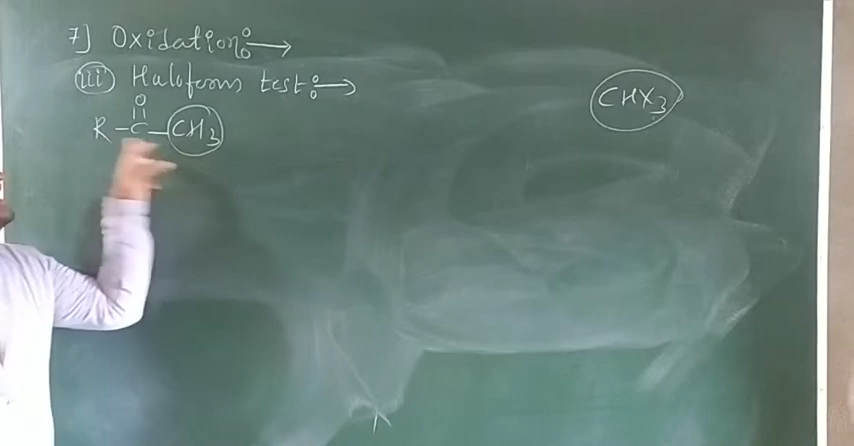 7] Oxidation:→
(iii) Haloform test:→
CHX3
O
||
R-C-CH3